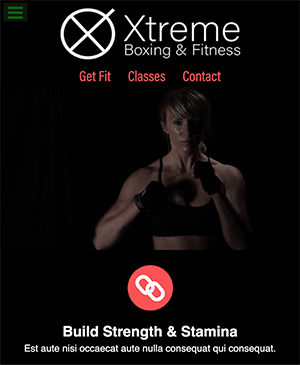 Xtreme
Boxing & Fitness
Get Fit Classes Contact
Build Strength & Stamina
Est aute nisi occaecat aute nulla consequat qui consequat.